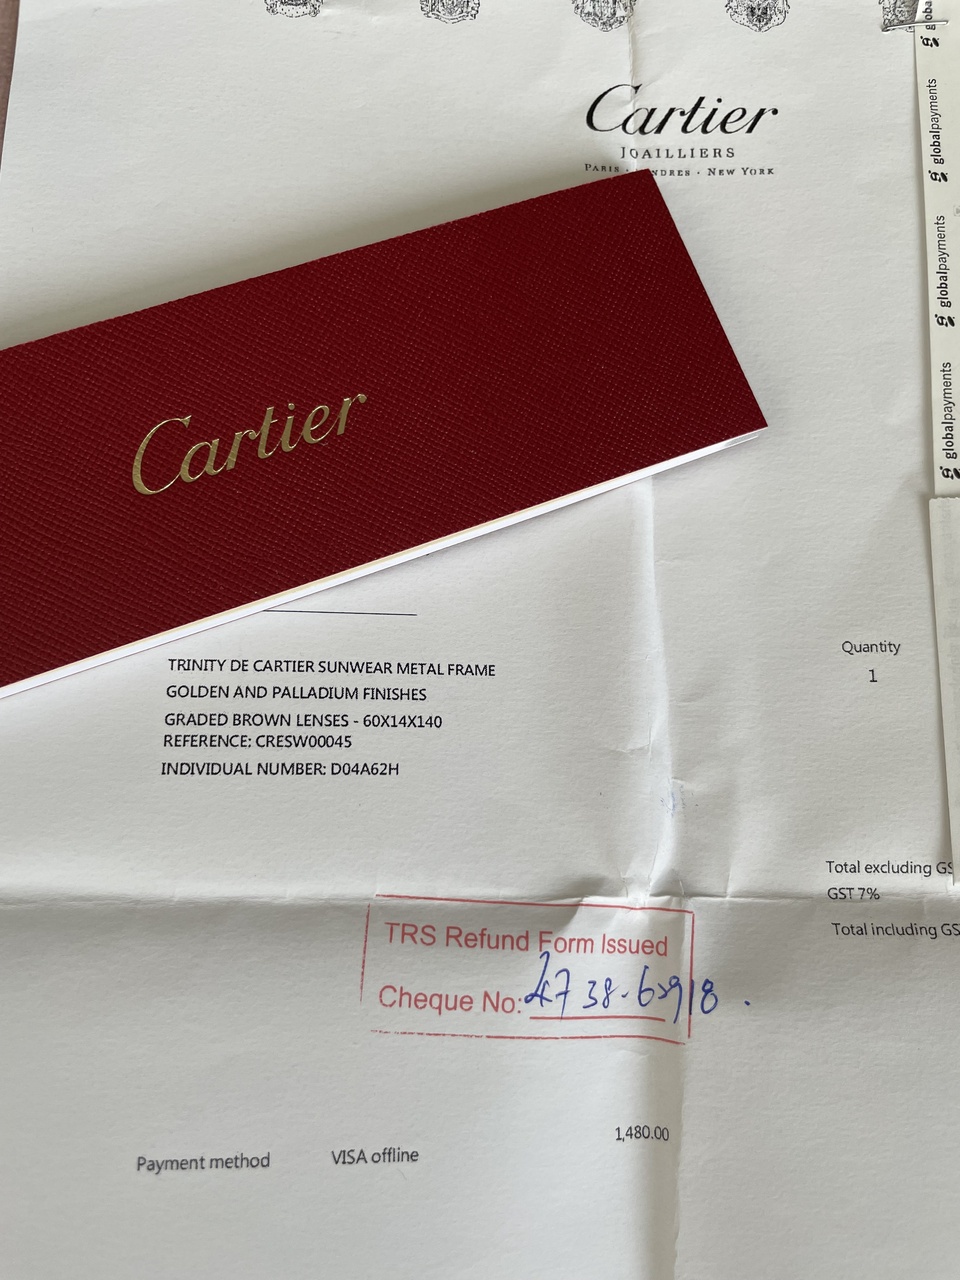 Cartier
JOAILLIERS
PARIS · NDRES · NEW YORK
globalpayments
globalpayments
globalpayments
Cartier
Quantity
1
TRINITY DE CARTIER SUNWEAR METAL FRAME
GOLDEN AND PALLADIUM FINISHES
GRADED BROWN LENSES - 60X14X140
REFERENCE: CRESW00045
INDIVIDUAL NUMBER: D04A62H
Total excluding GS
GST 7%
Total including GS
TRS Refund Form Issued
Cheque No:
1,480.00
Payment method VISA offline